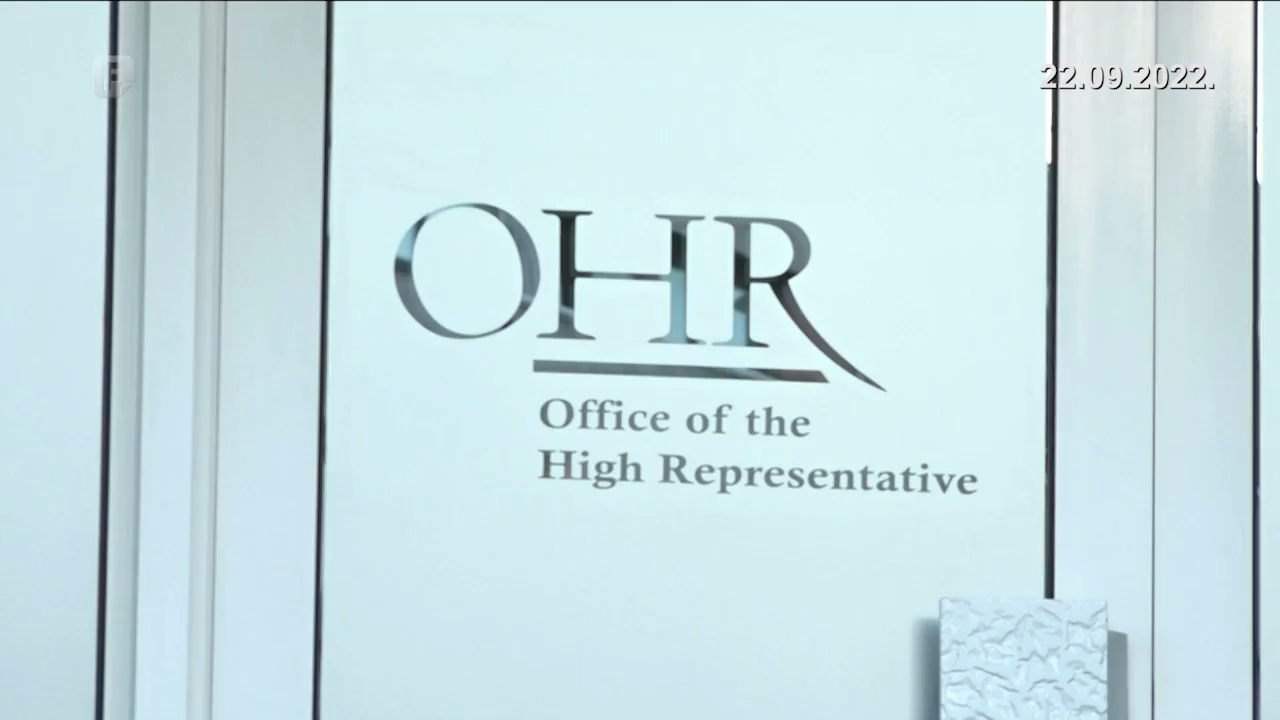 22.09.2022.
OHR
Office of the
High Representative